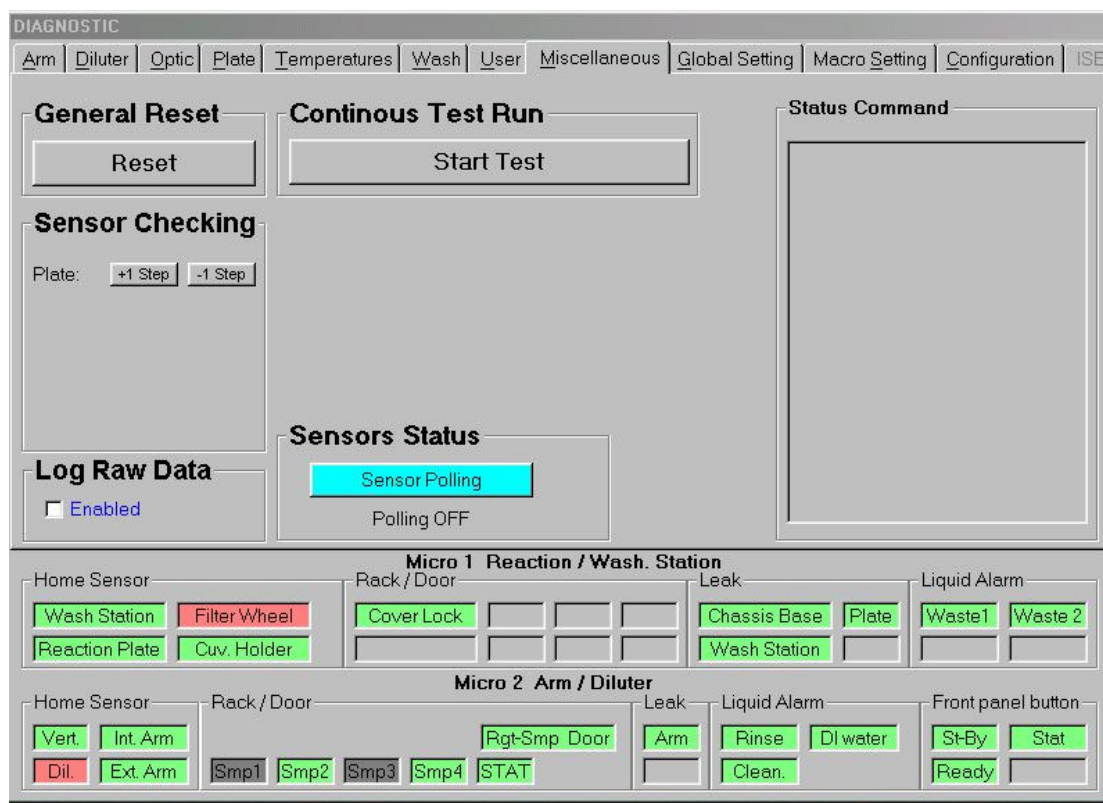 DIAGNOSTIC
Arm Diluter Optic Plate Temperatures Wash User Miscellaneous Global Setting Macro Setting Configuration ISE
General Reset Continous Test Run Status Command
Reset Start Test
Sensor Checking
Plate: +1 Step -1 Step
Sensors Status
Log Raw Data Sensor Polling
Enabled Polling OFF
Micro 1 Reaction / Wash. Station
Home Sensor Rack / Door Leak Liquid Alarm
Wash Station Filter Wheel Cover Lock Chassis Base Plate Waste1 Waste 2
Reaction Plate Cuv. Holder Wash Station
Micro 2 Arm / Diluter
Home Sensor Rack / Door Leak Liquid Alarm Front panel button
Vert. Int. Arm Rgt-Smp Door Arm Rinse DI water St-By Stat
Dil. Ext. Arm Smp1 Smp2 Smp3 Smp4 STAT Clean. Ready